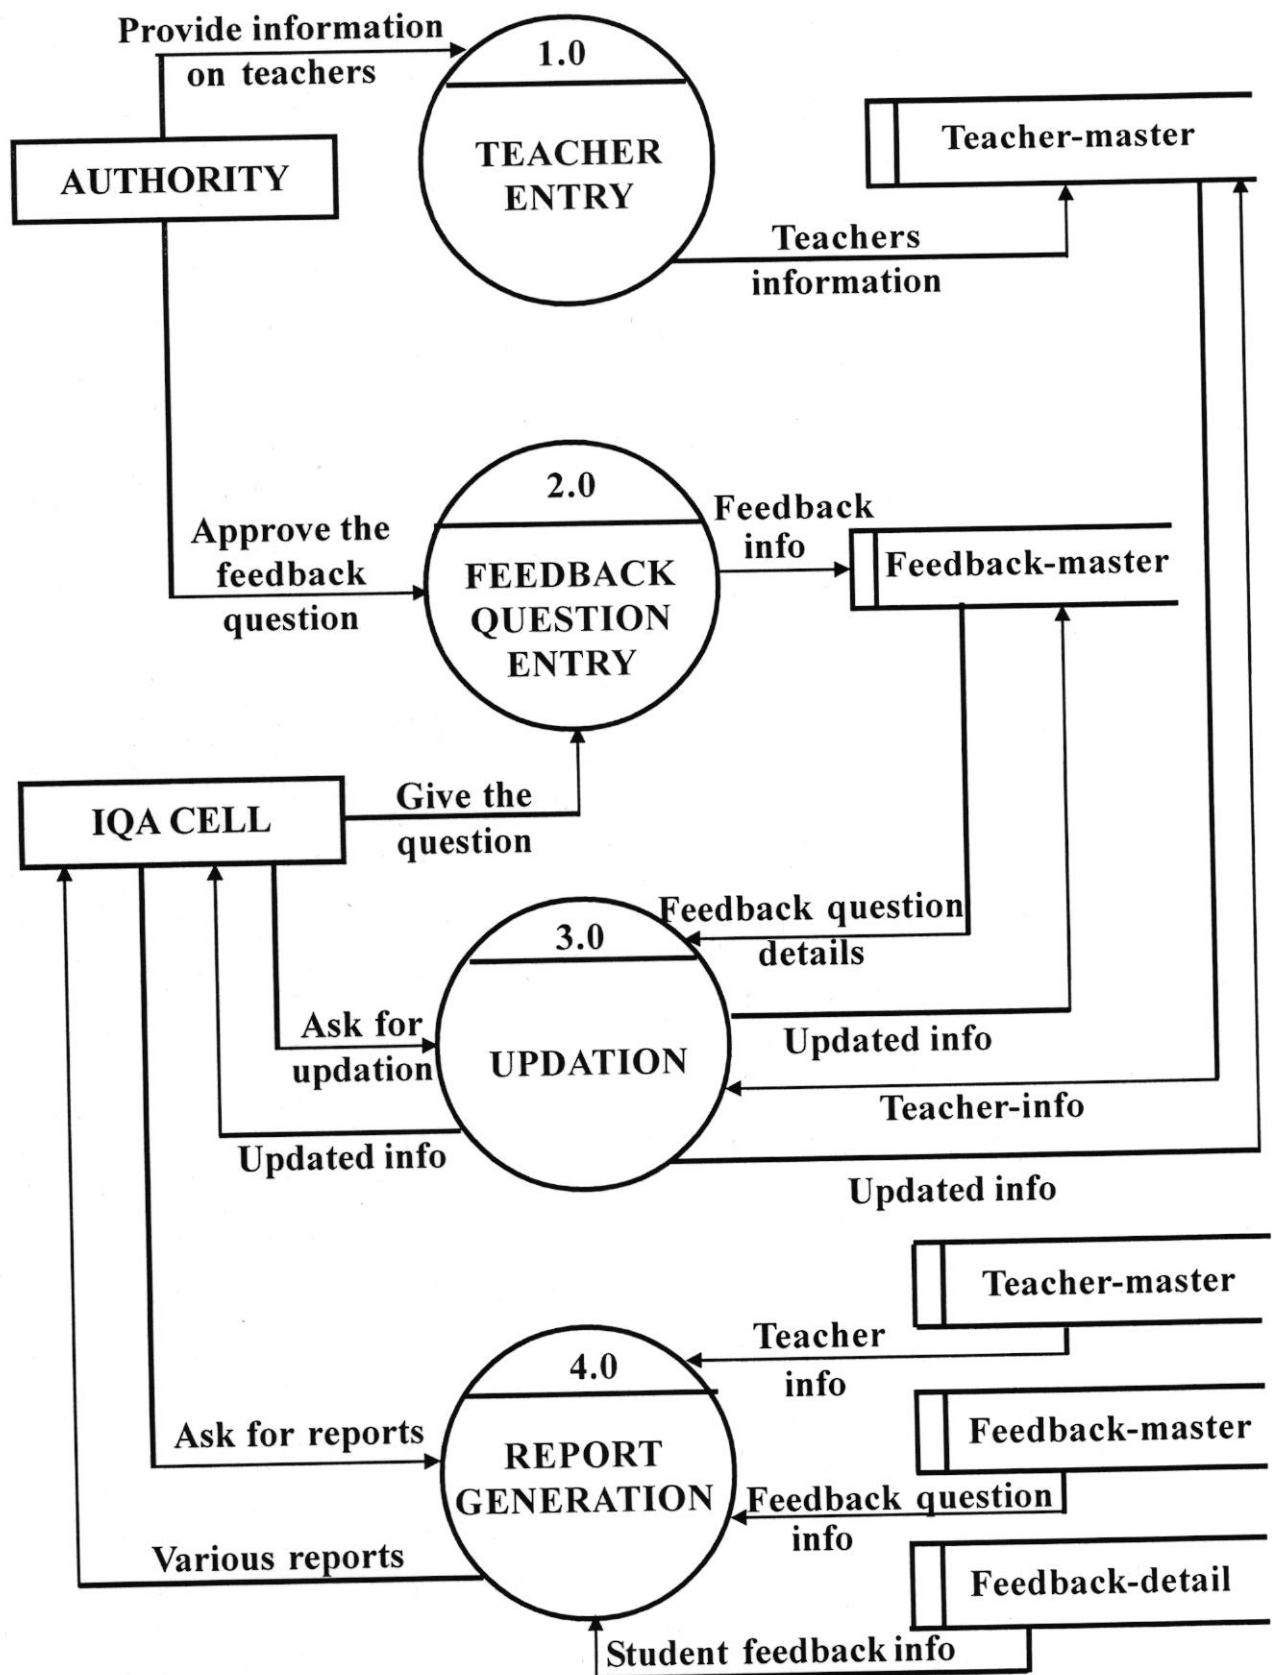 Provide information
on teachers
1.0
TEACHER
ENTRY
AUTHORITY
Teacher-master
Teachers
information
2.0
FEEDBACK
QUESTION
ENTRY
Approve the
feedback
question
Feedback
info
Feedback-master
IQA CELL
Give the
question
Feedback question
details
3.0
UPDATION
Ask for
updation
Updated info
Updated info
Teacher-info
Updated info
Teacher-master
Teacher
info
4.0
REPORT
GENERATION
Ask for reports
Feedback-master
Feedback question
info
Various reports
Feedback-detail
Student feedback info